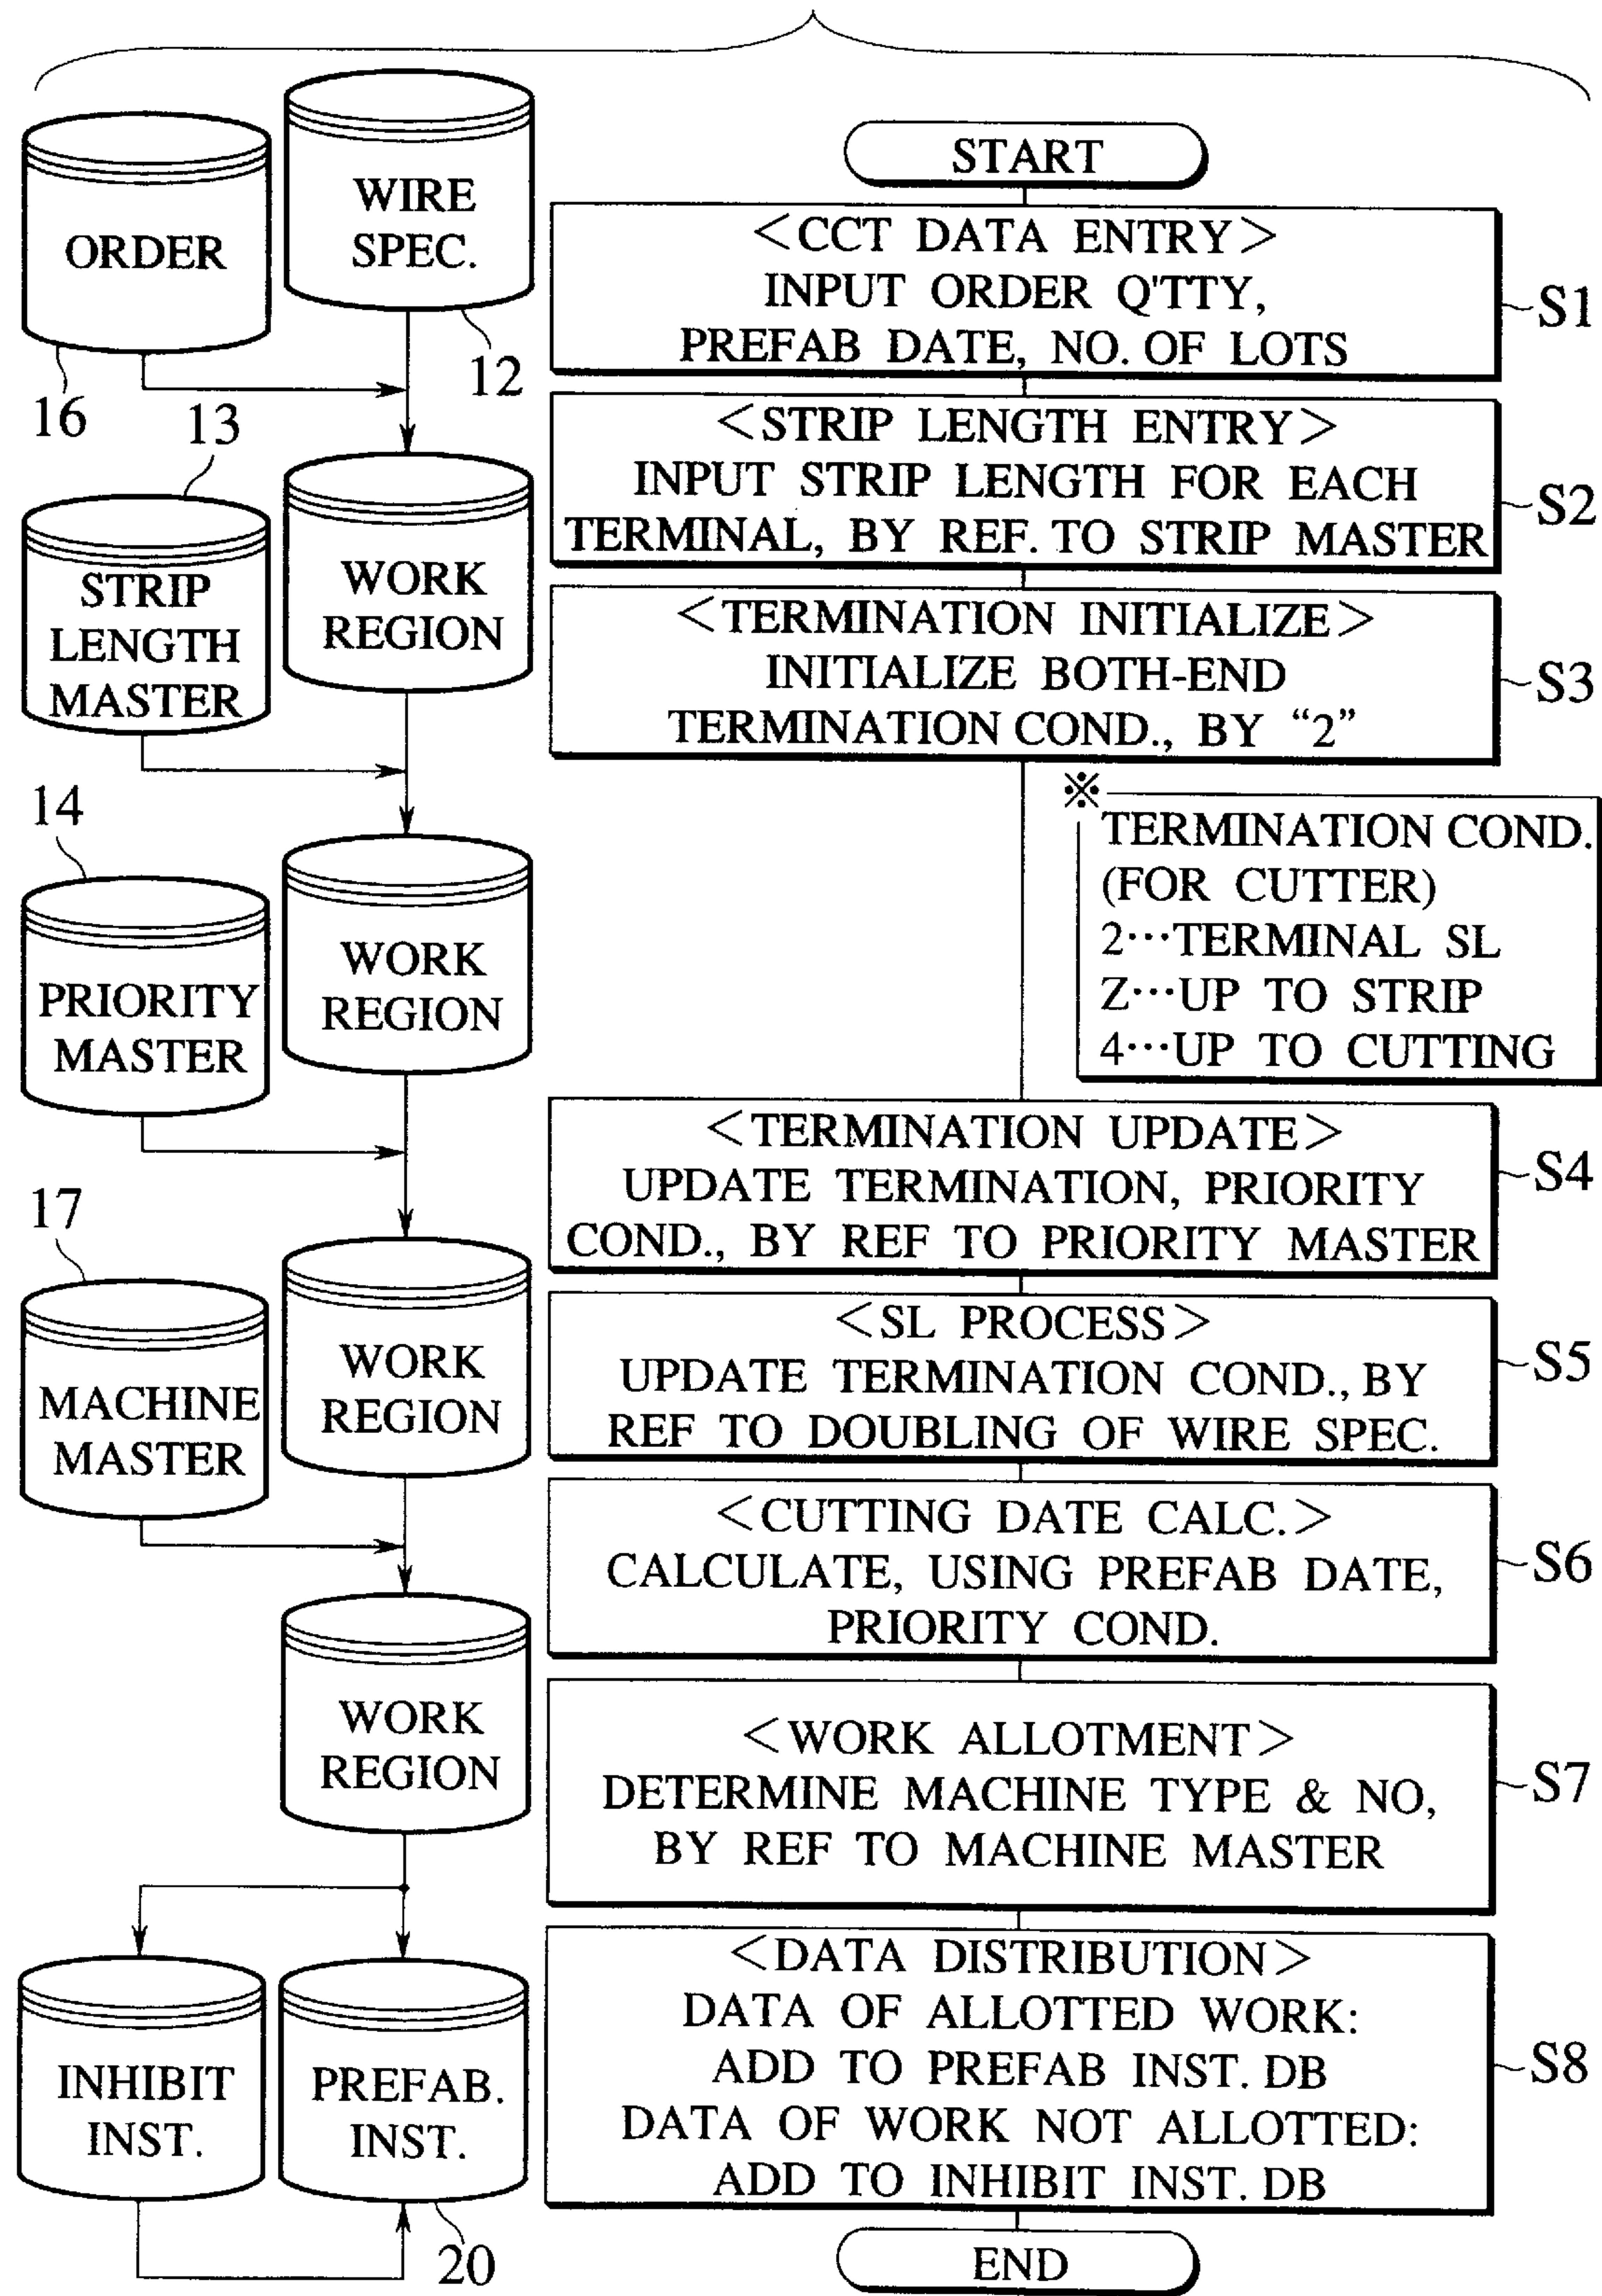 ORDER
16
WIRE
SPEC.
12
13
STRIP
LENGTH
MASTER
WORK
REGION
14
PRIORITY
MASTER
WORK
REGION
17
MACHINE
MASTER
WORK
REGION
WORK
REGION
INHIBIT
INST.
PREFAB.
INST.
20
START
<CCT DATA ENTRY>
INPUT ORDER Q'TTY,
PREFAB DATE, NO. OF LOTS
S1
<STRIP LENGTH ENTRY>
INPUT STRIP LENGTH FOR EACH
TERMINAL, BY REF. TO STRIP MASTER
S2
<TERMINATION INITIALIZE>
INITIALIZE BOTH-END
TERMINATION COND., BY “2”
S3
※
TERMINATION COND.
(FOR CUTTER)
2···TERMINAL SL
Z···UP TO STRIP
4···UP TO CUTTING
<TERMINATION UPDATE>
UPDATE TERMINATION, PRIORITY
COND., BY REF TO PRIORITY MASTER
S4
<SL PROCESS>
UPDATE TERMINATION COND., BY
REF TO DOUBLING OF WIRE SPEC.
S5
<CUTTING DATE CALC.>
CALCULATE, USING PREFAB DATE,
PRIORITY COND.
S6
<WORK ALLOTMENT>
DETERMINE MACHINE TYPE & NO,
BY REF TO MACHINE MASTER
S7
<DATA DISTRIBUTION>
DATA OF ALLOTTED WORK:
ADD TO PREFAB INST. DB
DATA OF WORK NOT ALLOTTED:
ADD TO INHIBIT INST. DB
S8
END